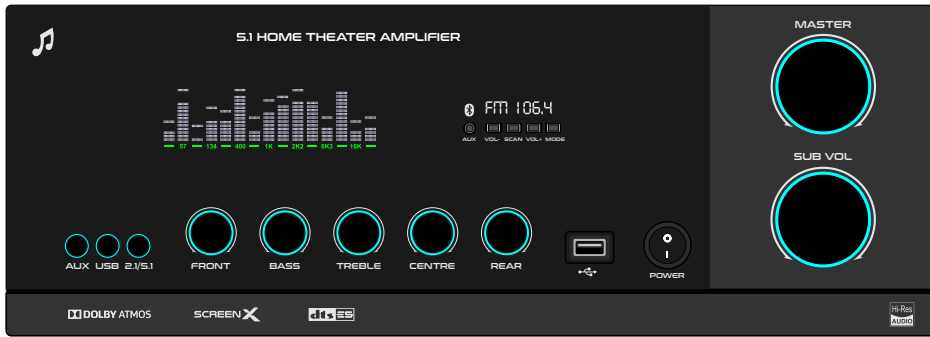 MASTER
5.1 HOME THEATER AMPLIFIER
FM 106.4
AUX VOL- SCAN VOL+ MODE
57 134 400 1K 2K2 6K3 16K
SUB VOL
AUX USB 2.1/5.1
FRONT BASS TREBLE CENTRE REAR
POWER
DOLBY ATMOS
SCREENX
dts ES
Hi-Res
AUDIO